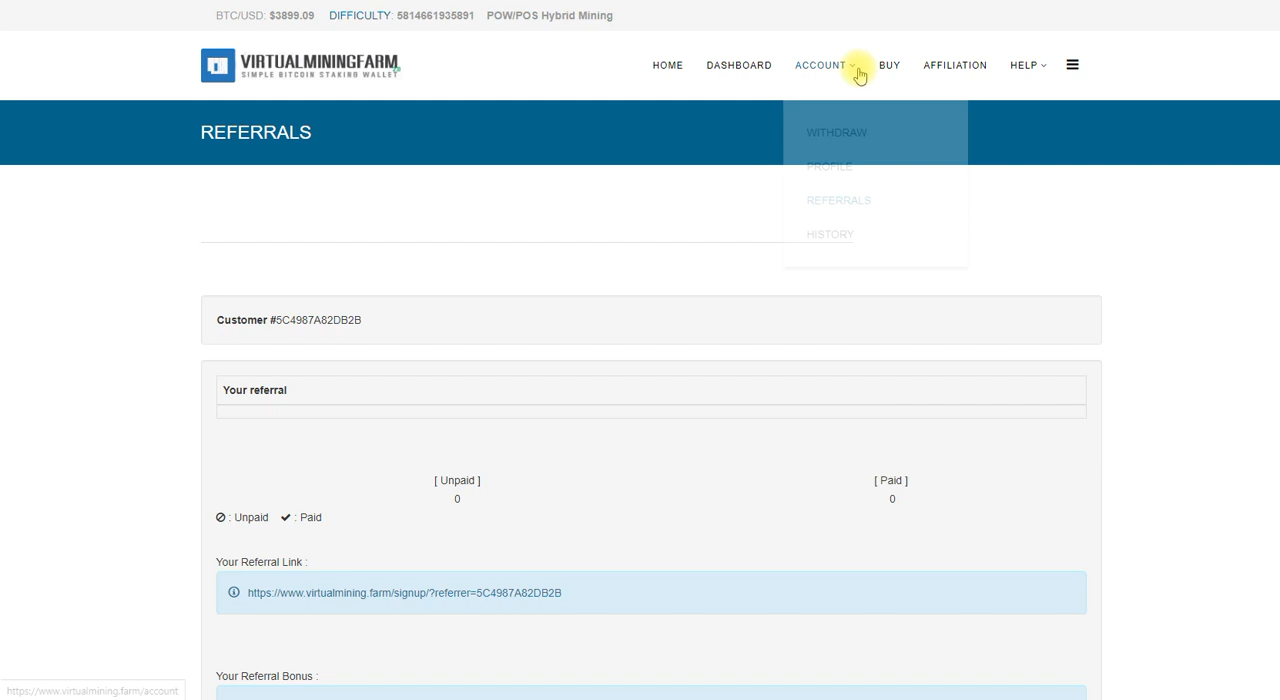 BTC/USD: $3899.09 DIFFICULTY: 5814661935891 POW/POS Hybrid Mining
VIRTUALMININGFARM
SIMPLE BITCOIN STAKING WALLET
HOME DASHBOARD ACCOUNT BUY AFFILIATION HELP
REFERRALS
WITHDRAW
PROFILE
REFERRALS
HISTORY
Customer #5C4987A82DB2B
Your referral
[ Unpaid ] [ Paid ]
0 0
: Unpaid : Paid
Your Referral Link :
https://www.virtualmining.farm/signup/?referrer=5C4987A82DB2B
Your Referral Bonus :
https://www.virtualmining.farm/account